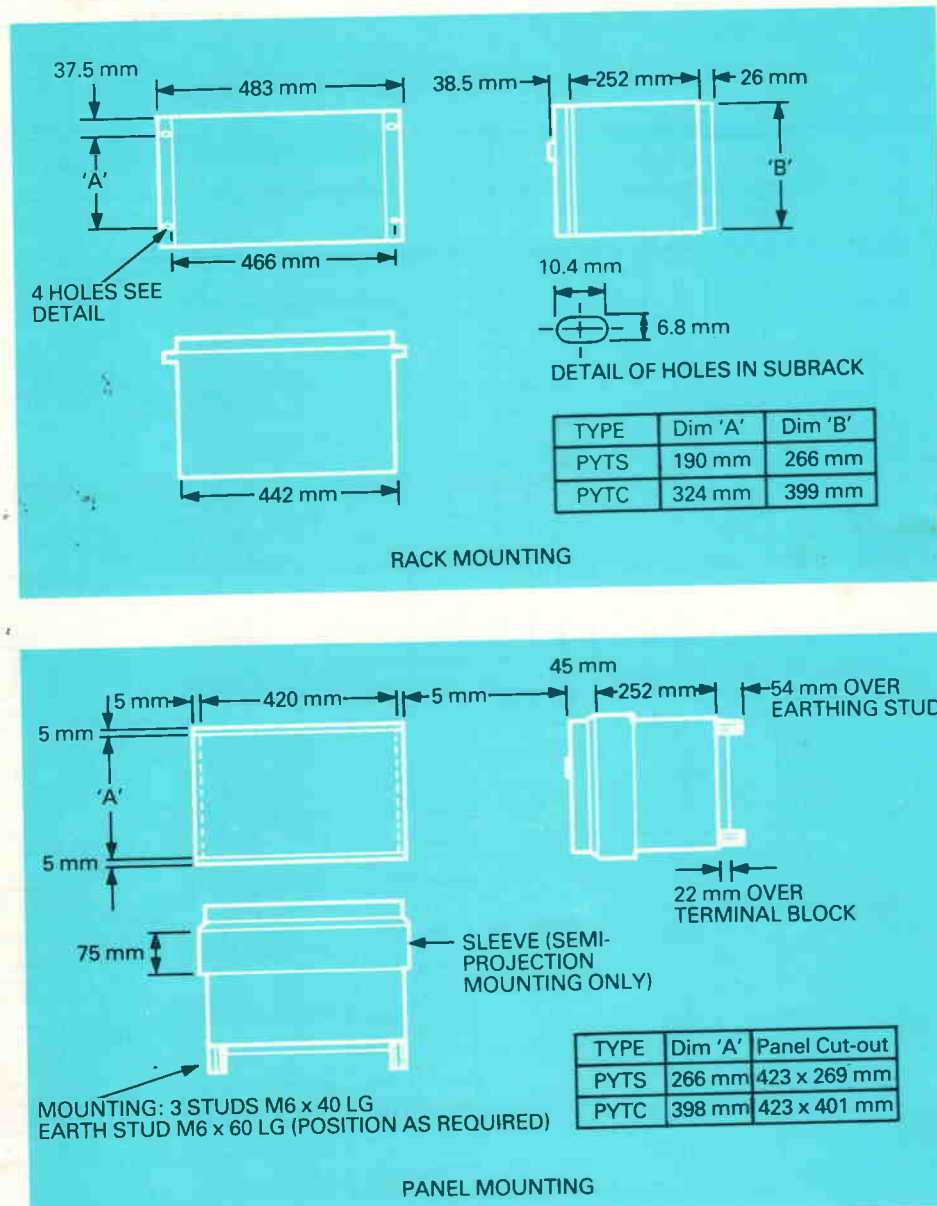 37.5 mm
483 mm
38.5 mm
252 mm
26 mm
'A'
'B'
4 HOLES SEE
DETAIL
466 mm
10.4 mm
6.8 mm
DETAIL OF HOLES IN SUBRACK
442 mm
TYPE Dim 'A' Dim 'B'
PYTS 190 mm 266 mm
PYTC 324 mm 399 mm
RACK MOUNTING
5 mm
420 mm
5 mm
45 mm
252 mm
54 mm OVER
EARTHING STUD
5 mm
'A'
5 mm
22 mm OVER
TERMINAL BLOCK
75 mm
SLEEVE (SEMI-
PROJECTION
MOUNTING ONLY)
MOUNTING: 3 STUDS M6 x 40 LG
EARTH STUD M6 x 60 LG (POSITION AS REQUIRED)
TYPE Dim 'A' Panel Cut-out
PYTS 266 mm 423 x 269 mm
PYTC 398 mm 423 x 401 mm
PANEL MOUNTING